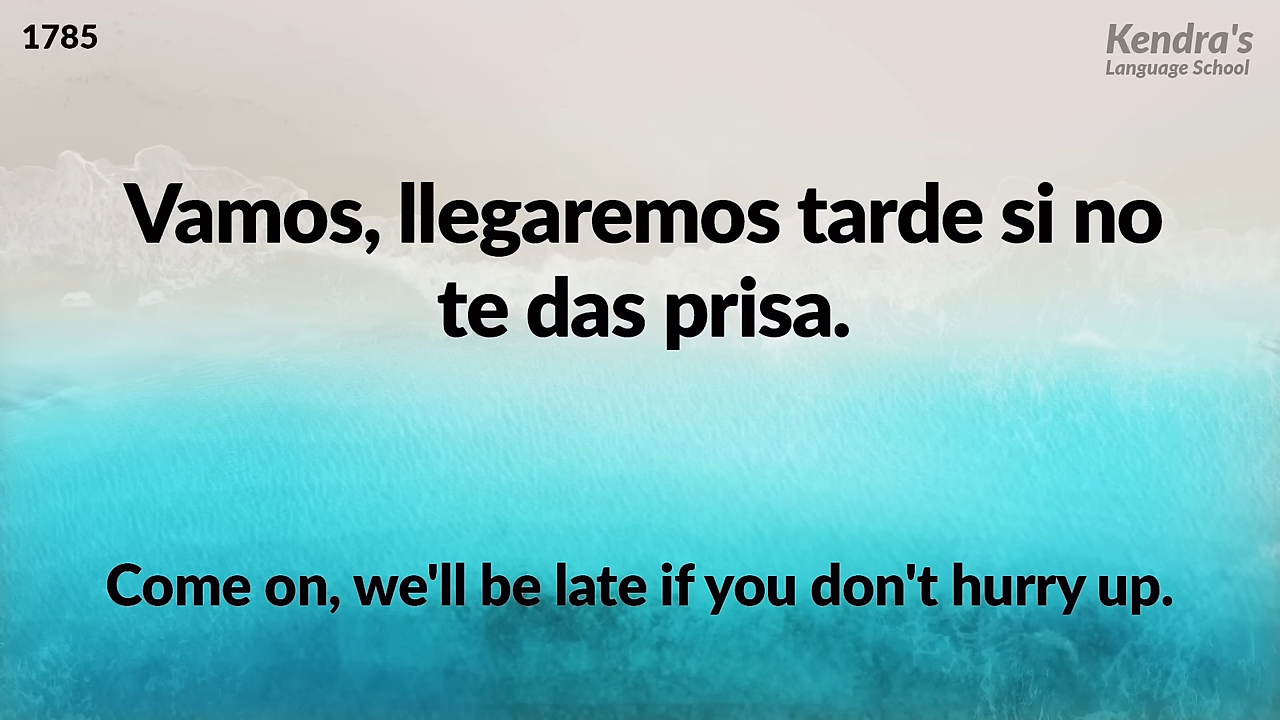 1785
Kendra's
Language School
Vamos, llegaremos tarde si no
te das prisa.
Come on, we'll be late if you don't hurry up.